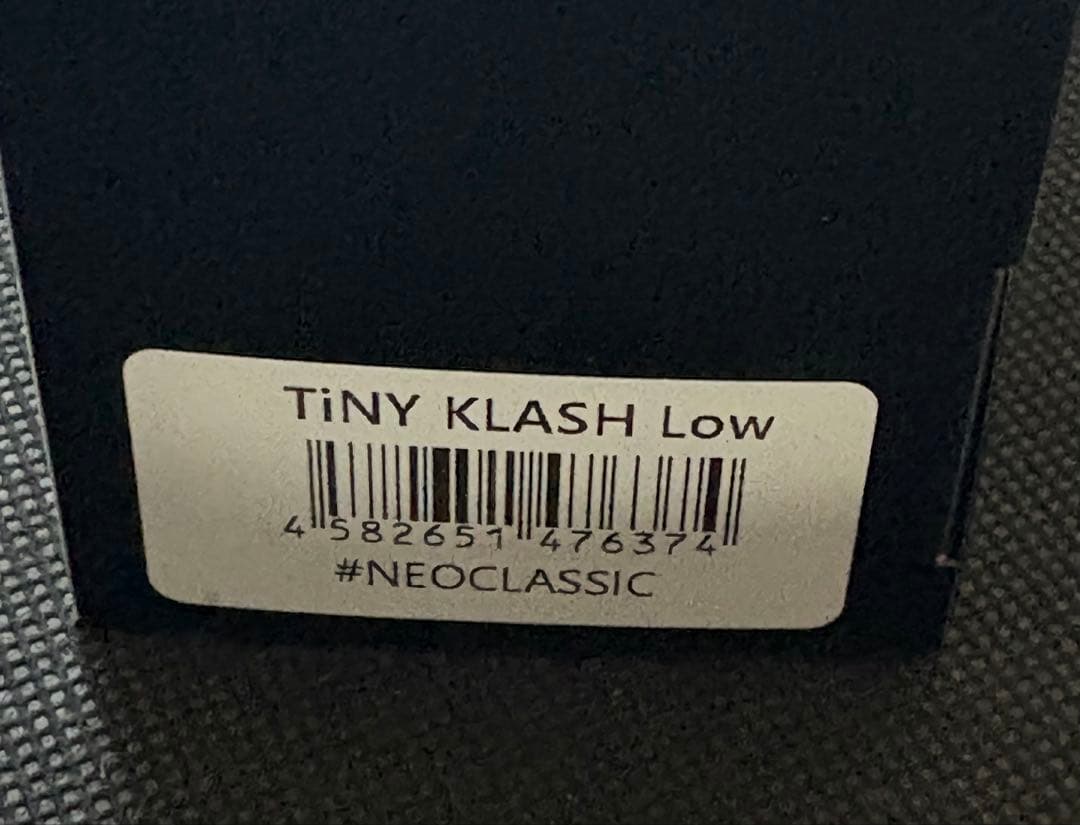 TiNY KLASH Low
4 582651 476374
#NEOCLASSIC